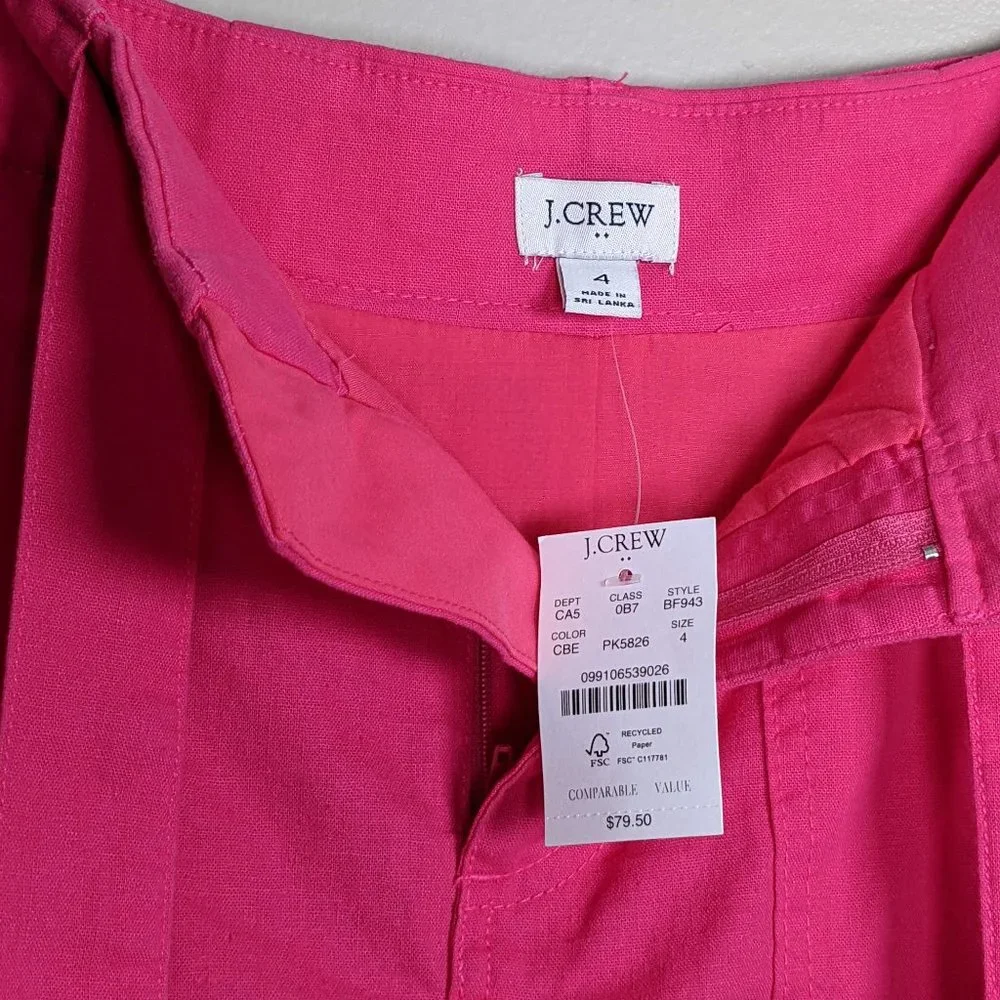 J.CREW
4
MADE IN
SRI LANKA
J.CREW
DEPT CLASS STYLE
CA5 0B7 BF943
COLOR SIZE
CBE PK5826 4
099106539026
RECYCLED
Paper
FSC FSC™ C117781
COMPARABLE VALUE
$79.50